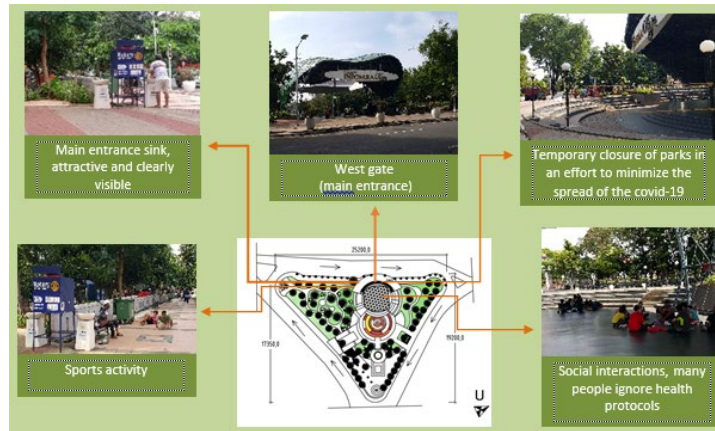 Main entrance sink,
attractive and clearly
visible
West gate
(main entrance)
Temporary closure of parks in
an effort to minimize the
spread of the covid-19
25200,0
17350,0
19200,0
U
Sports activity
Social interactions, many
people ignore health
protocols